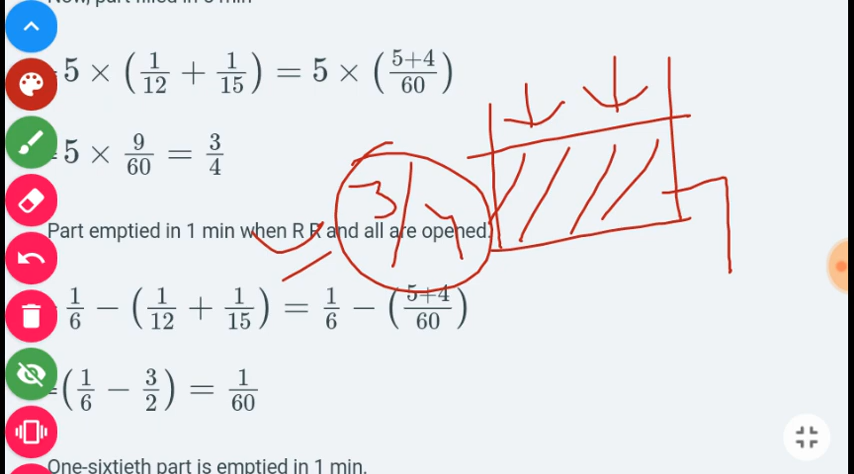 5 × (1/12 + 1/15) = 5 × (5+4/60)
5 × 9/60 = 3/4
3/4
Part emptied in 1 min when R R and all are opened.
1/6 − (1/12 + 1/15) = 1/6 − (5+4/60)
=(1/6 − 3/2) = 1/60
One-sixtieth part is emptied in 1 min.